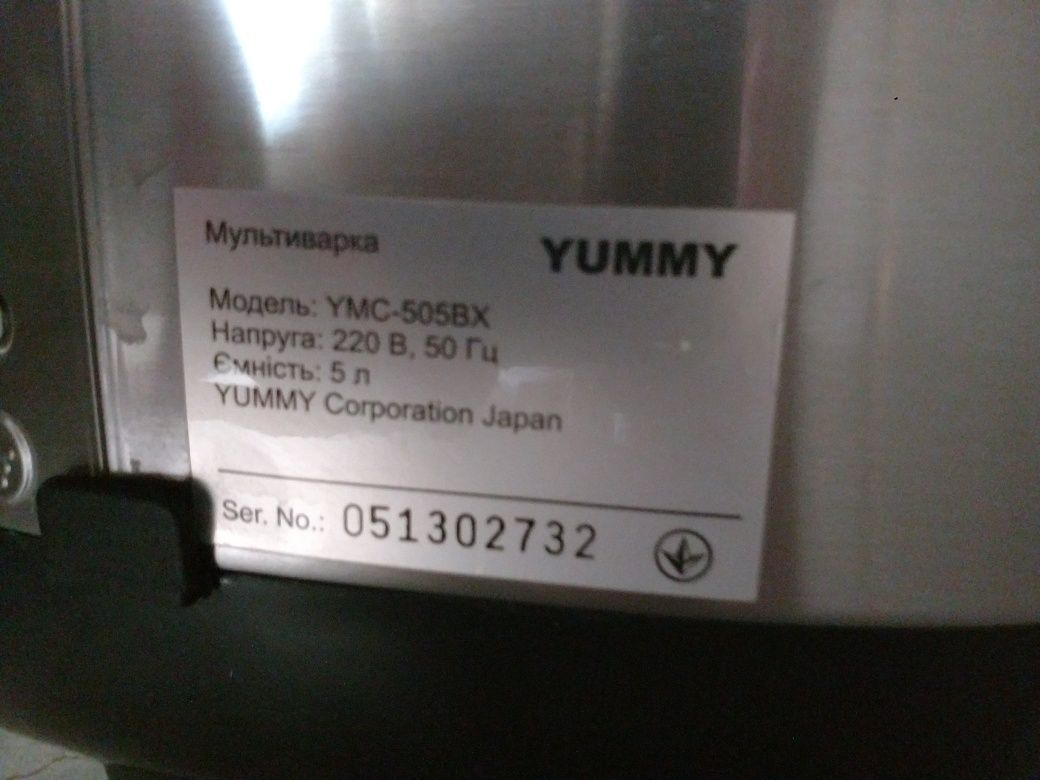 Мультиварка
YUMMY
Модель: YMC-505BX
Напруга: 220 В, 50 Гц
Ємність: 5 л
YUMMY Corporation Japan
Ser. No.: 051302732